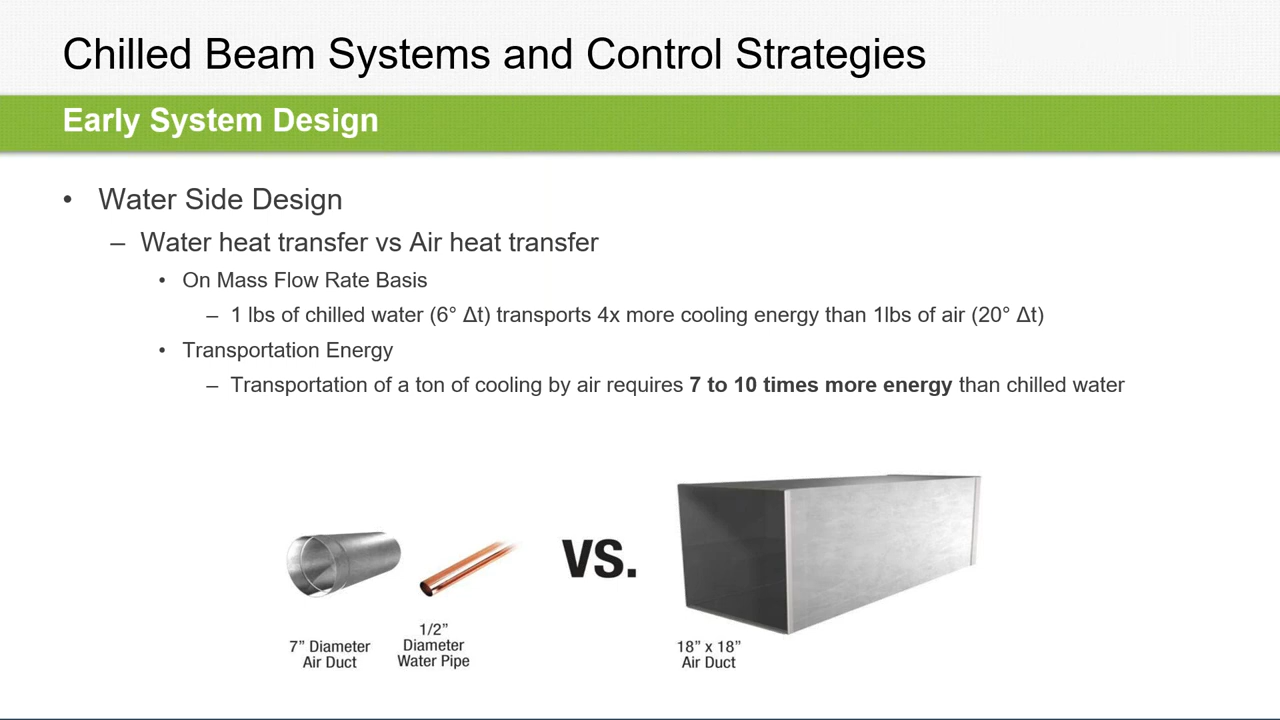 Chilled Beam Systems and Control Strategies
Early System Design
• Water Side Design
– Water heat transfer vs Air heat transfer
• On Mass Flow Rate Basis
– 1 lbs of chilled water (6° Δt) transports 4x more cooling energy than 1lbs of air (20° Δt)
• Transportation Energy
– Transportation of a ton of cooling by air requires 7 to 10 times more energy than chilled water
VS.
7” Diameter
Air Duct
1/2”
Diameter
Water Pipe
18” x 18”
Air Duct